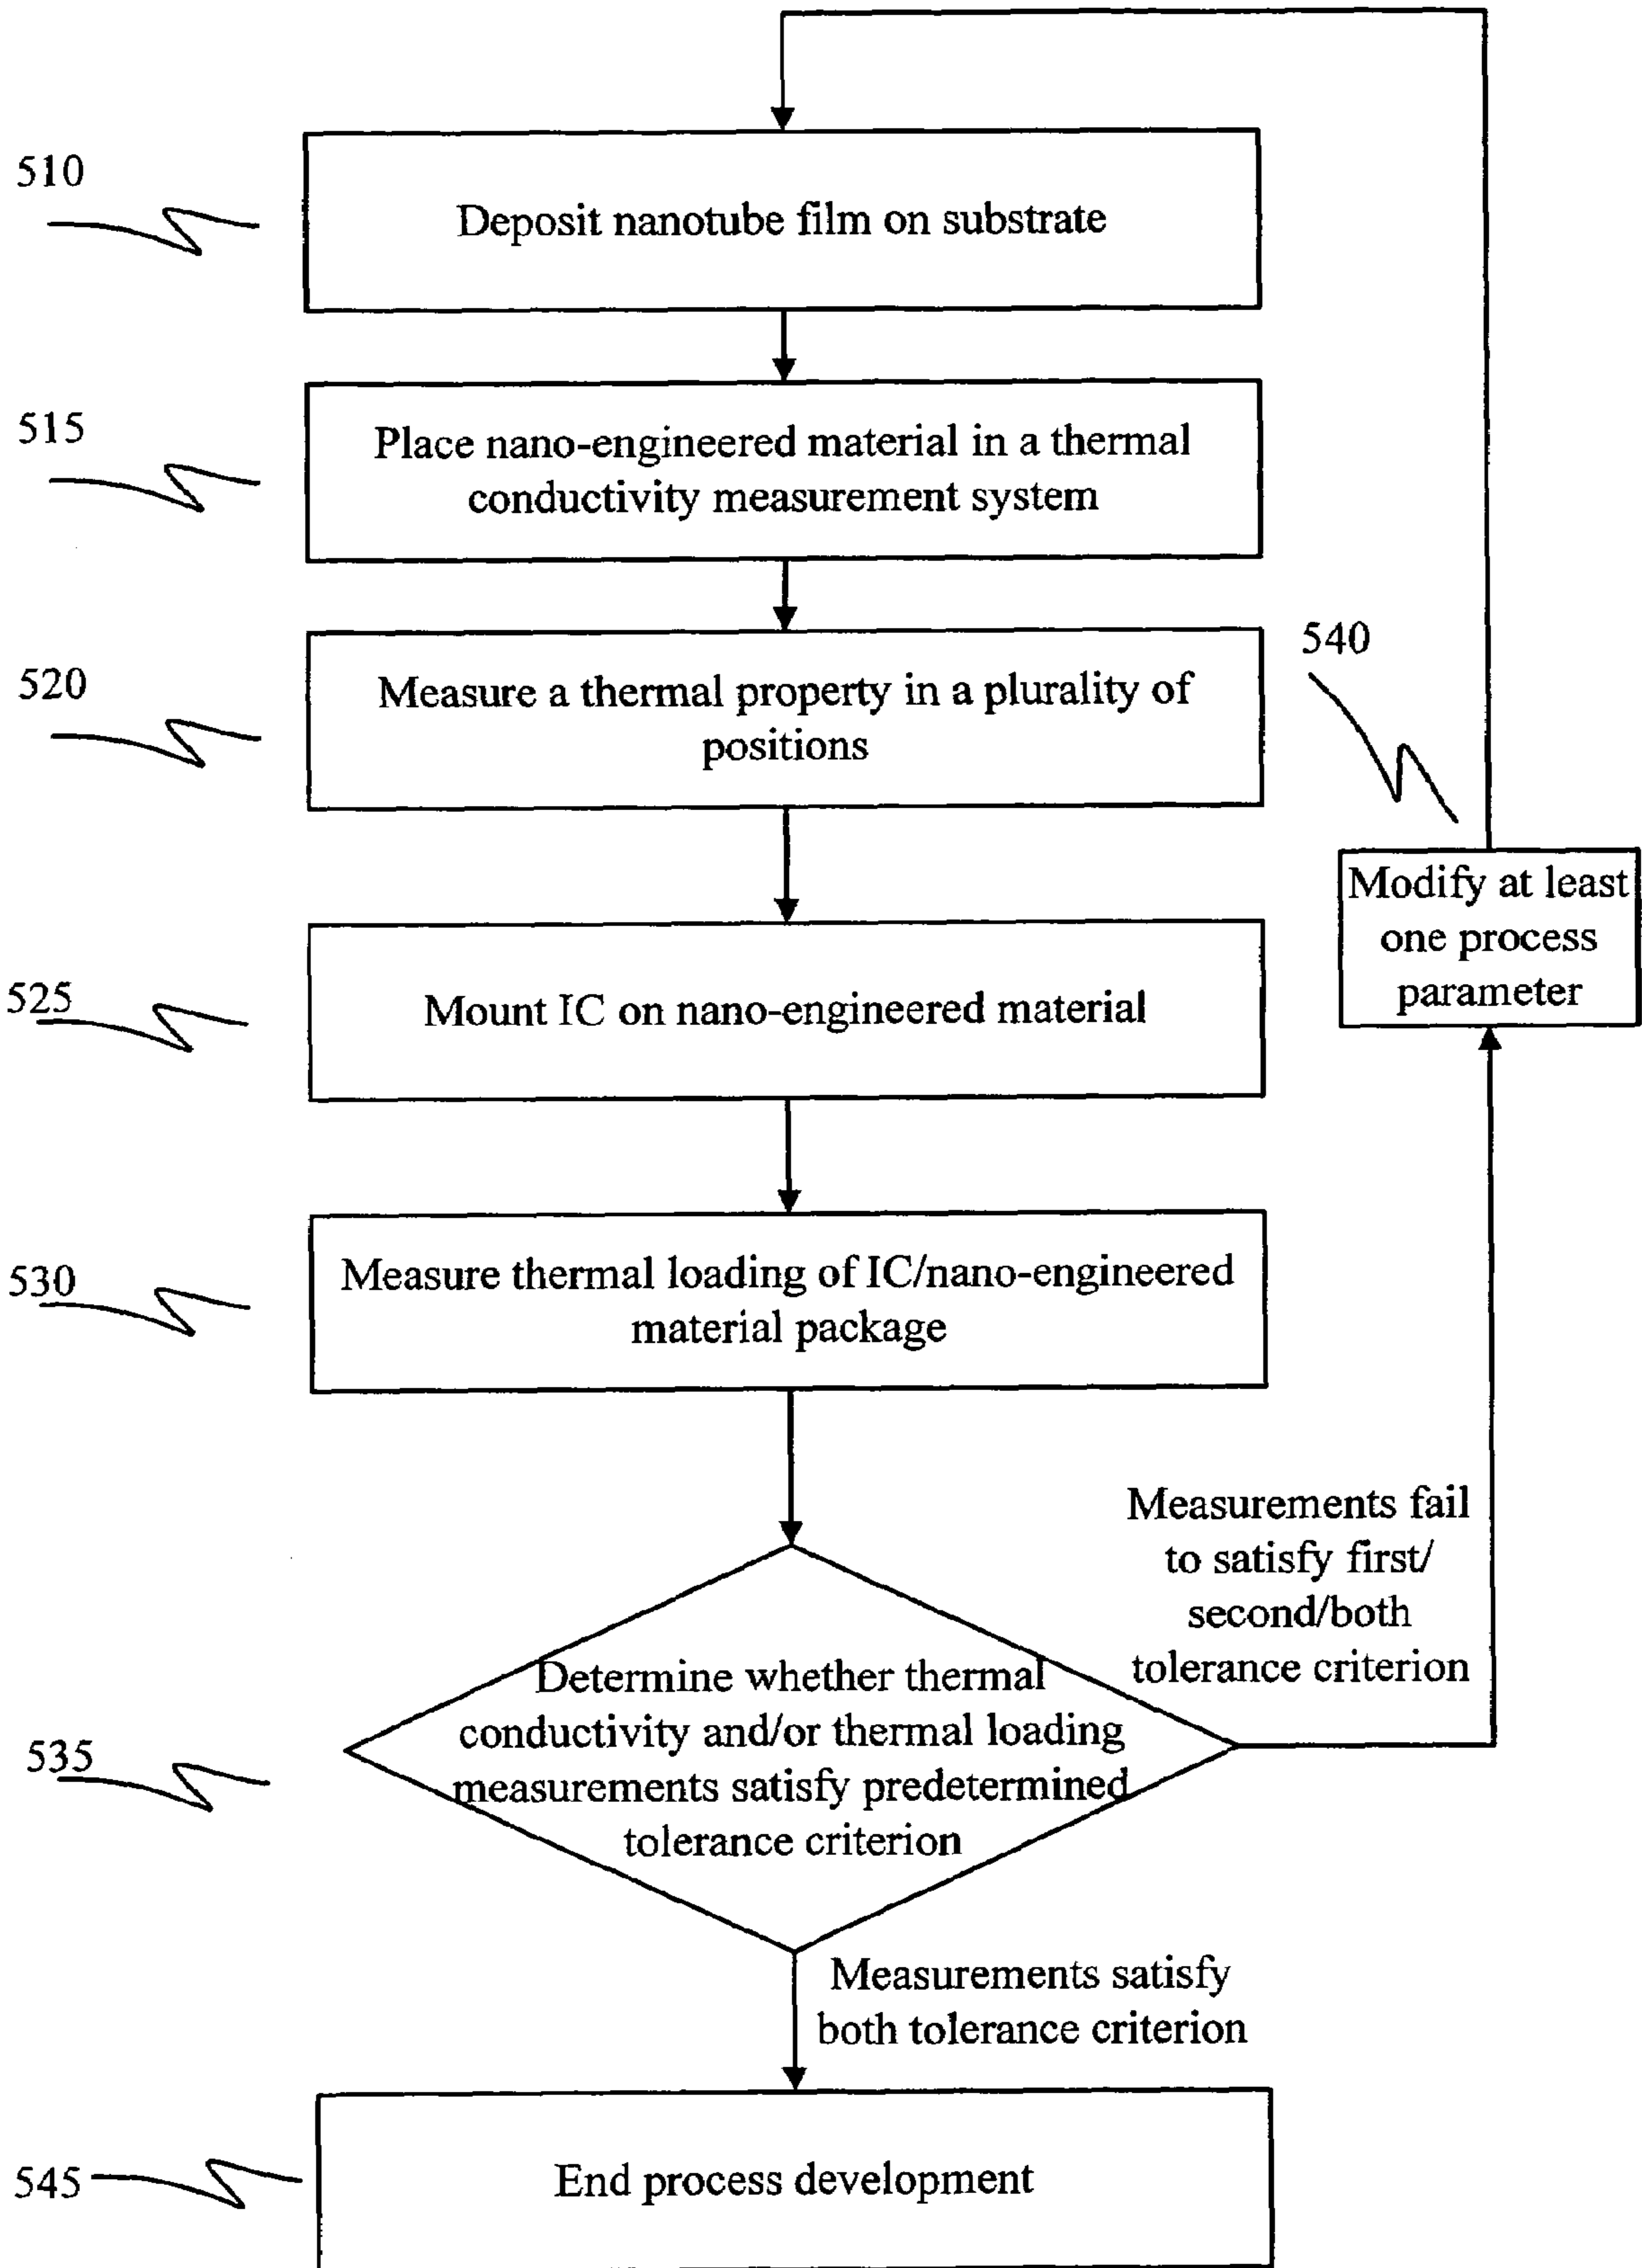 510
Deposit nanotube film on substrate
515
Place nano-engineered material in a thermal
conductivity measurement system
520
Measure a thermal property in a plurality of
positions
540
Modify at least
one process
parameter
525
Mount IC on nano-engineered material
530
Measure thermal loading of IC/nano-engineered
material package
Measurements fail
to satisfy first/
second/both
tolerance criterion
535
Determine whether thermal
conductivity and/or thermal loading
measurements satisfy predetermined
tolerance criterion
Measurements satisfy
both tolerance criterion
545
End process development